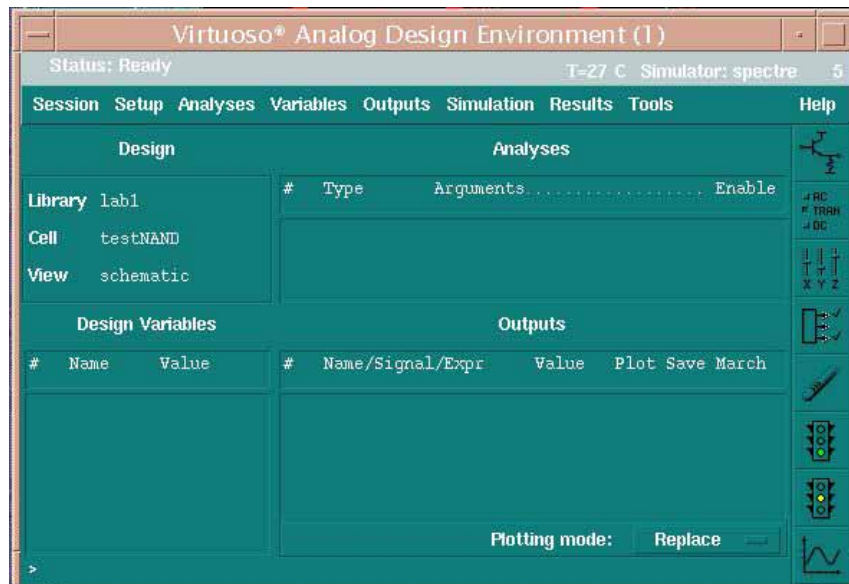 Virtuoso® Analog Design Environment (1)
Status: Ready T=27 C Simulator: spectre 5
Session Setup Analyses Variables Outputs Simulation Results Tools Help
Design
Analyses
# Type Arguments.................. Enable
Library lab1
Cell testNAND
View schematic
AC
TRAN
DC
X Y Z
Design Variables
Outputs
# Name Value
# Name/Signal/Expr Value Plot Save March
Plotting mode: Replace
>